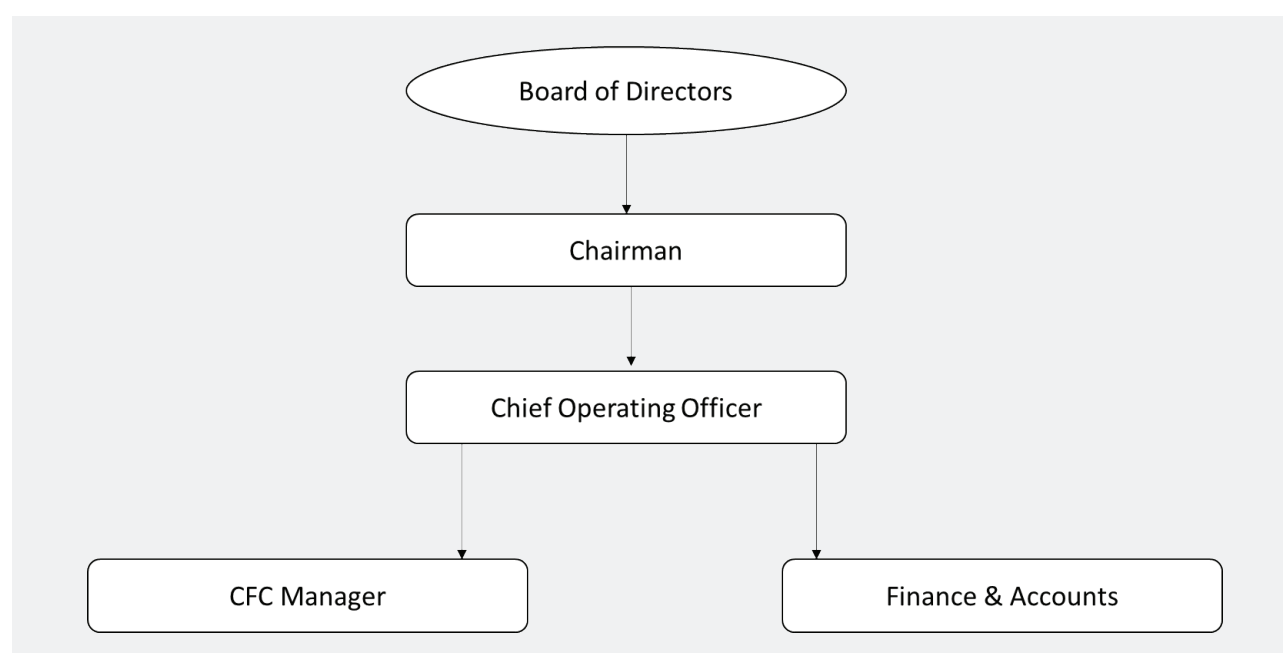 Board of Directors
Chairman
Chief Operating Officer
CFC Manager
Finance & Accounts